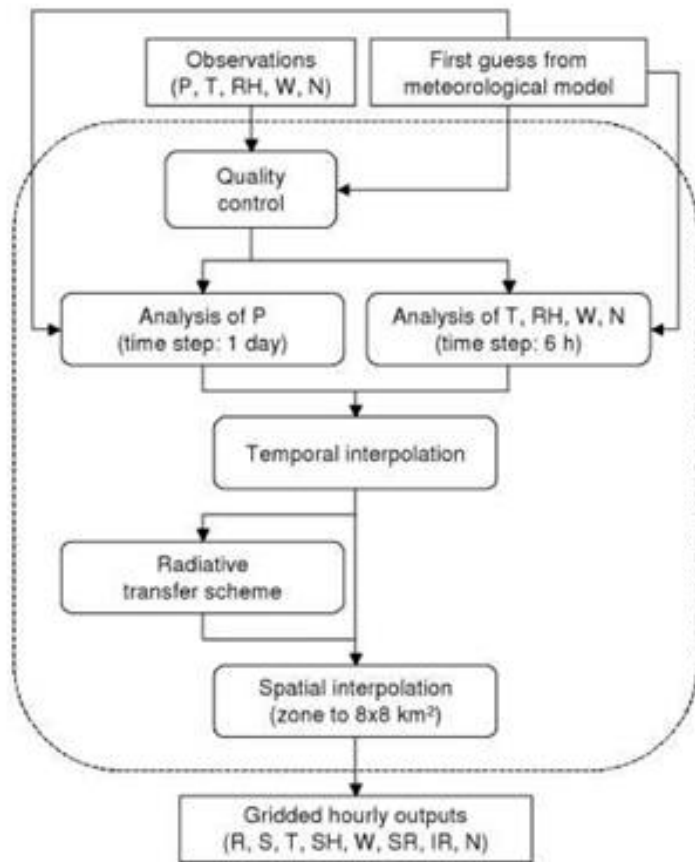 Observations
(P, T, RH, W, N)
First guess from
meteorological model
Quality
control
Analysis of P
(time step: 1 day)
Analysis of T, RH, W, N
(time step: 6 h)
Temporal interpolation
Radiative
transfer scheme
Spatial interpolation
(zone to 8x8 km²)
Gridded hourly outputs
(R, S, T, SH, W, SR, IR, N)